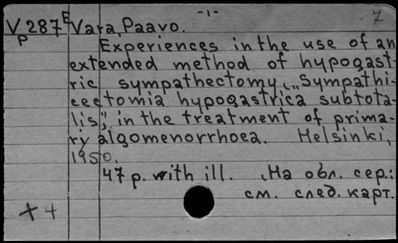 -1-
7
V 287 E Vara, Paavo.
p
Experiences in the use of an
extended method of hypogast-
ric sympathectomy, „Sympathi-
cectomia hypogastrica subtota-
lis", in the treatment of prima-
ry algomenorrhoea. Helsinki,
1950.
47 p. with ill. На обл. сер.:
см. след. карт.
+ 4